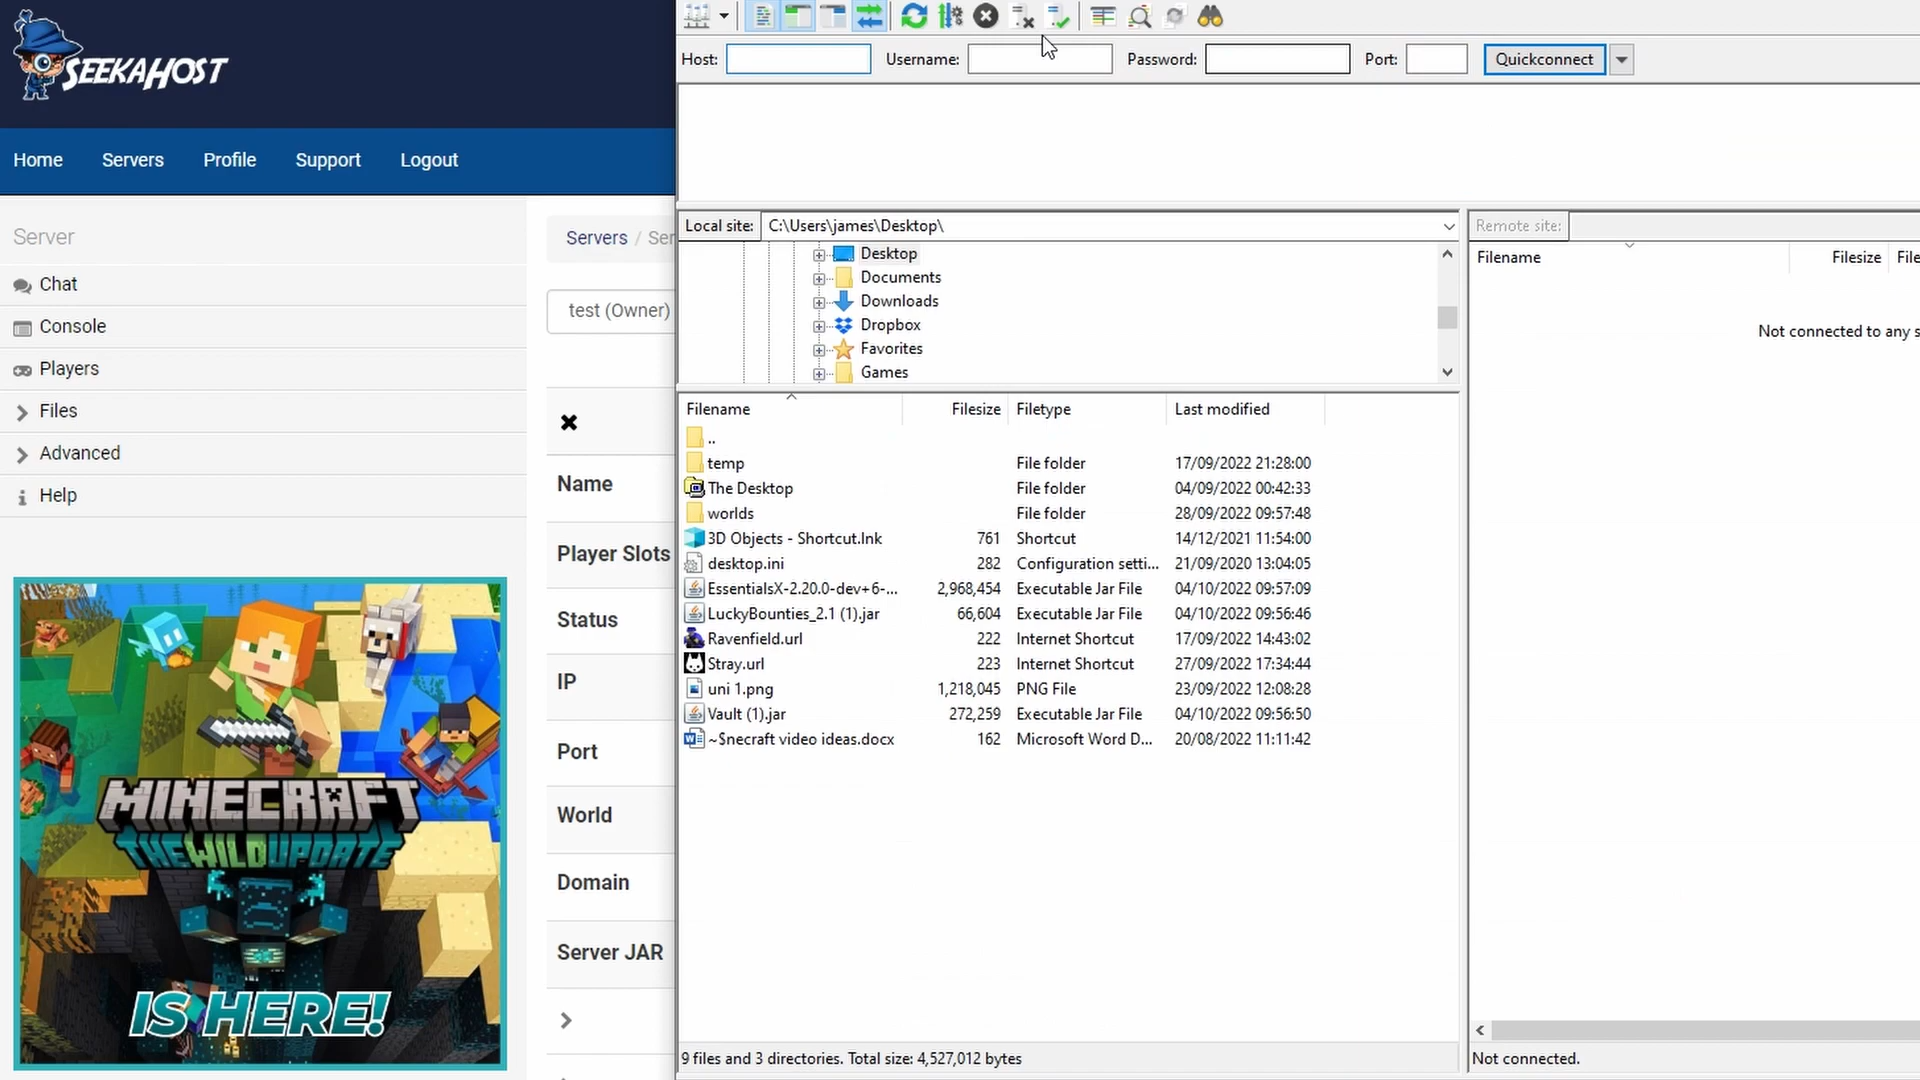 SEEKAHOST
Home Servers Profile Support Logout
Server
Chat
Console
Players
Files
Advanced
Help
MINECRAFT
THE WILD UPDATE
IS HERE!
Servers / Ser
test (Owner)
Name
Player Slots
Status
IP
Port
World
Domain
Server JAR
Host: Username: Password: Port: Quickconnect
Local site: C:\Users\james\Desktop\
Desktop
Documents
Downloads
Dropbox
Favorites
Games
Filename Filesize Filetype Last modified
..
temp File folder 17/09/2022 21:28:00
The Desktop File folder 04/09/2022 00:42:33
worlds File folder 28/09/2022 09:57:48
3D Objects - Shortcut.lnk 761 Shortcut 14/12/2021 11:54:00
desktop.ini 282 Configuration setti... 21/09/2020 13:04:05
EssentialsX-2.20.0-dev+6-... 2,968,454 Executable Jar File 04/10/2022 09:57:09
LuckyBounties_2.1 (1).jar 66,604 Executable Jar File 04/10/2022 09:56:46
Ravenfield.url 222 Internet Shortcut 17/09/2022 14:43:02
Stray.url 223 Internet Shortcut 27/09/2022 17:34:44
uni 1.png 1,218,045 PNG File 23/09/2022 12:08:28
Vault (1).jar 272,259 Executable Jar File 04/10/2022 09:56:50
~$necraft video ideas.docx 162 Microsoft Word D... 20/08/2022 11:11:42
9 files and 3 directories. Total size: 4,527,012 bytes
Remote site:
Filename Filesize File
Not connected to any s
Not connected.